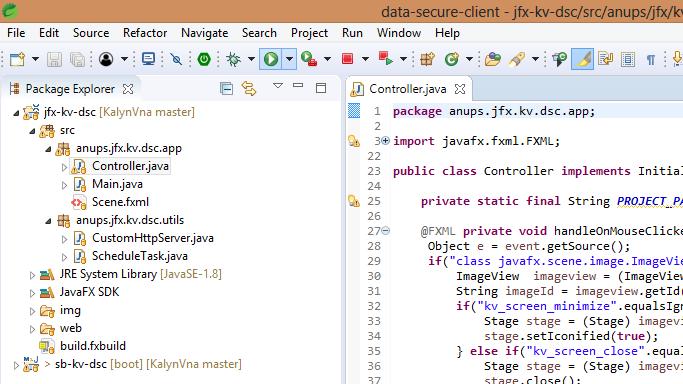 data-secure-client - jfx-kv-dsc/src/anups/jfx/kv
File Edit Source Refactor Navigate Search Project Run Window Help
Package Explorer
Controller.java
jfx-kv-dsc [KalynVna master]
src
anups.jfx.kv.dsc.app
Controller.java
Main.java
Scene.fxml
anups.jfx.kv.dsc.utils
CustomHttpServer.java
ScheduleTask.java
JRE System Library [JavaSE-1.8]
JavaFX SDK
img
web
build.fxbuild
> sb-kv-dsc [boot] [KalynVna master]
1 package anups.jfx.kv.dsc.app;
2
3 import javafx.fxml.FXML;
22
23 public class Controller implements Initial
24
25 private static final String PROJECT_PA
26
27 @FXML private void handleOnMouseClicke
28 Object e = event.getSource();
29 if("class javafx.scene.image.ImageView
30 ImageView imageview = (ImageView
31 String imageId = imageview.getId(
32 if("kv_screen_minimize".equalsIgn
33 Stage stage = (Stage) imagevi
34 stage.setIconified(true);
35 } else if("kv_screen_close".equal
36 Stage stage = (Stage) imagevi
37 stage.close();